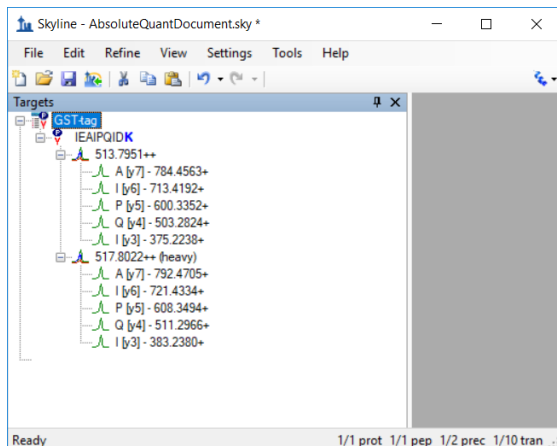 Skyline - AbsoluteQuantDocument.sky *
File Edit Refine View Settings Tools Help
Targets
GST-tag
IEAIPQIDK
513.7951++
A [y7] - 784.4563+
I [y6] - 713.4192+
P [y5] - 600.3352+
Q [y4] - 503.2824+
I [y3] - 375.2238+
517.8022++ (heavy)
A [y7] - 792.4705+
I [y6] - 721.4334+
P [y5] - 608.3494+
Q [y4] - 511.2966+
I [y3] - 383.2380+
Ready 1/1 prot 1/1 pep 1/2 prec 1/10 tran